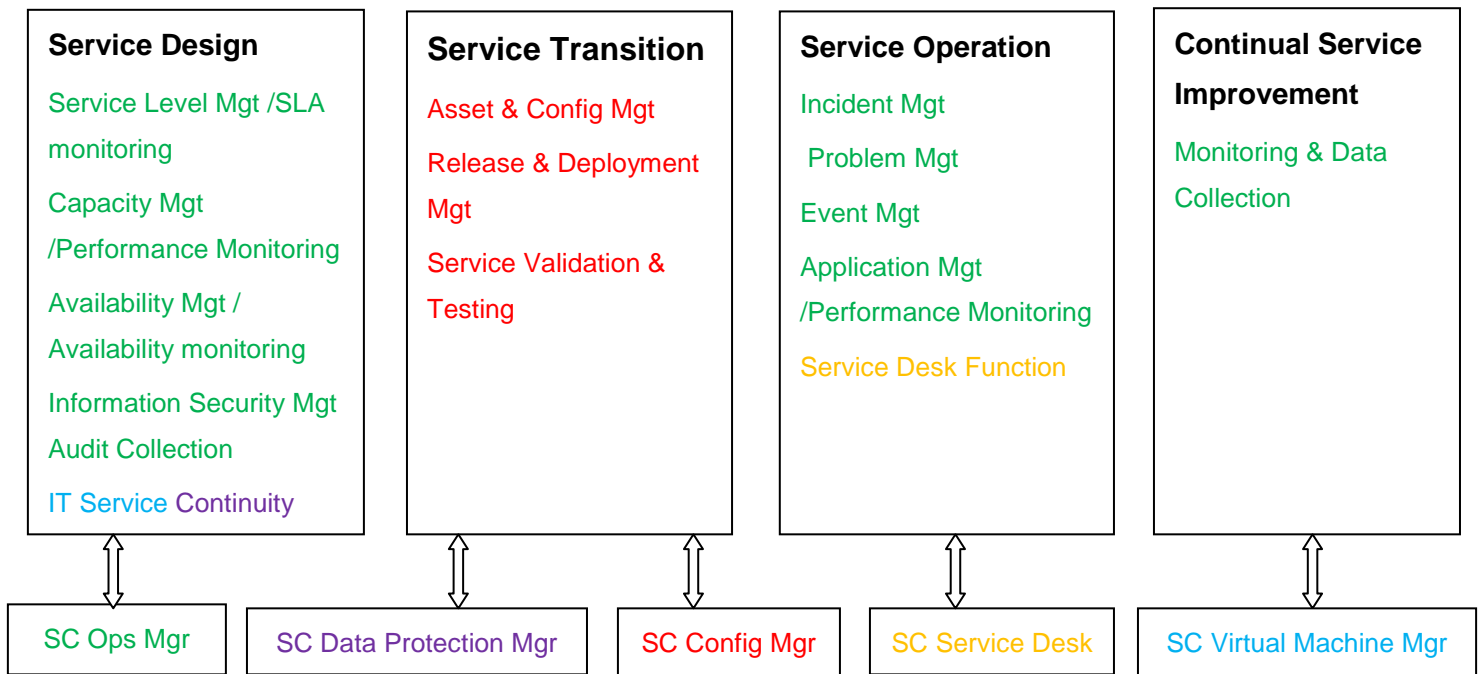 Service Design
Service Level Mgt /SLA
monitoring
Capacity Mgt
/Performance Monitoring
Availability Mgt /
Availability monitoring
Information Security Mgt
Audit Collection
IT Service Continuity
Service Transition
Asset & Config Mgt
Release & Deployment
Mgt
Service Validation &
Testing
Service Operation
Incident Mgt
Problem Mgt
Event Mgt
Application Mgt
/Performance Monitoring
Service Desk Function
Continual Service
Improvement
Monitoring & Data
Collection
SC Ops Mgr
SC Data Protection Mgr
SC Config Mgr
SC Service Desk
SC Virtual Machine Mgr